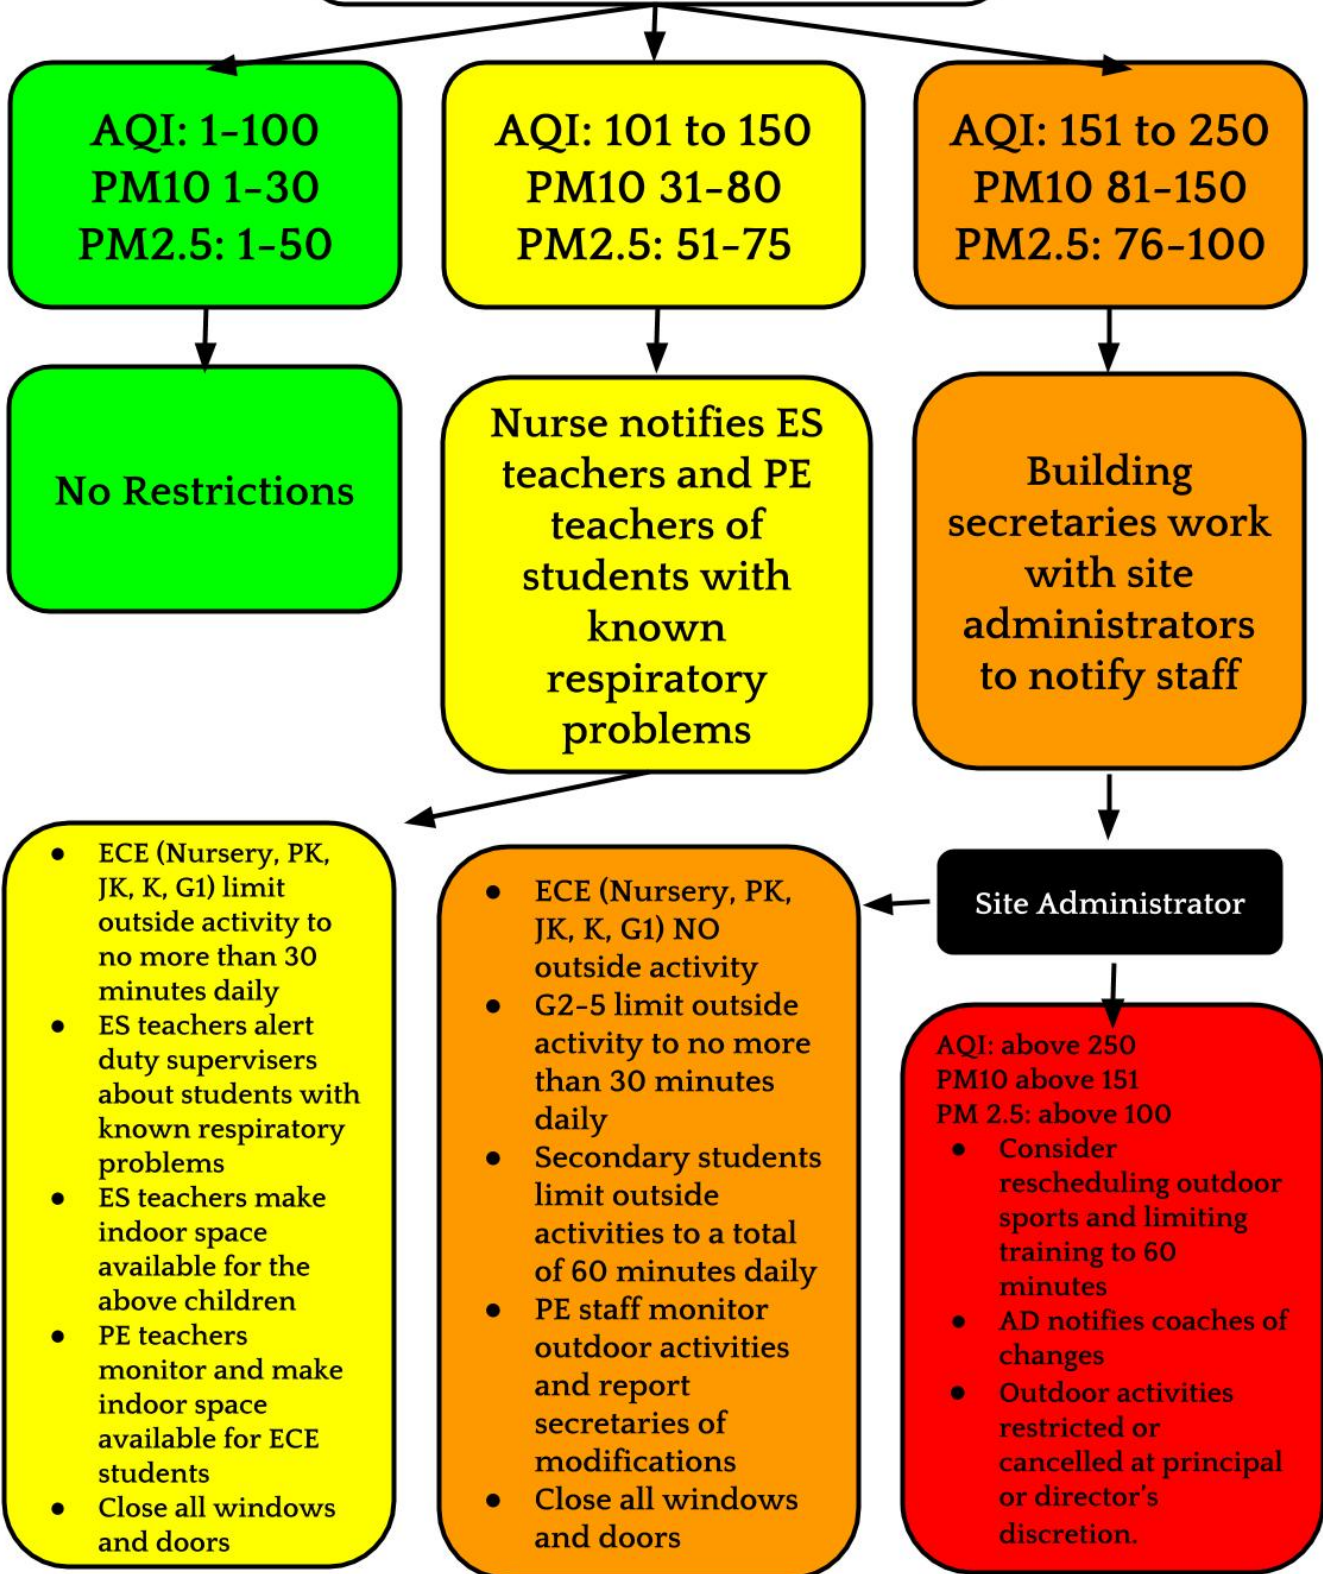 AQI: 1-100
PM10 1-30
PM2.5: 1-50
AQI: 101 to 150
PM10 31-80
PM2.5: 51-75
AQI: 151 to 250
PM10 81-150
PM2.5: 76-100
No Restrictions
Nurse notifies ES
teachers and PE
teachers of
students with
known
respiratory
problems
Building
secretaries work
with site
administrators
to notify staff
● ECE (Nursery, PK,
JK, K, G1) limit
outside activity to
no more than 30
minutes daily
● ES teachers alert
duty supervisers
about students with
known respiratory
problems
● ES teachers make
indoor space
available for the
above children
● PE teachers
monitor and make
indoor space
available for ECE
students
● Close all windows
and doors
● ECE (Nursery, PK,
JK, K, G1) NO
outside activity
● G2-5 limit outside
activity to no more
than 30 minutes
daily
● Secondary students
limit outside
activities to a total
of 60 minutes daily
● PE staff monitor
outdoor activities
and report
secretaries of
modifications
● Close all windows
and doors
Site Administrator
AQI: above 250
PM10 above 151
PM 2.5: above 100
● Consider
rescheduling outdoor
sports and limiting
training to 60
minutes
● AD notifies coaches of
changes
● Outdoor activities
restricted or
cancelled at principal
or director's
discretion.